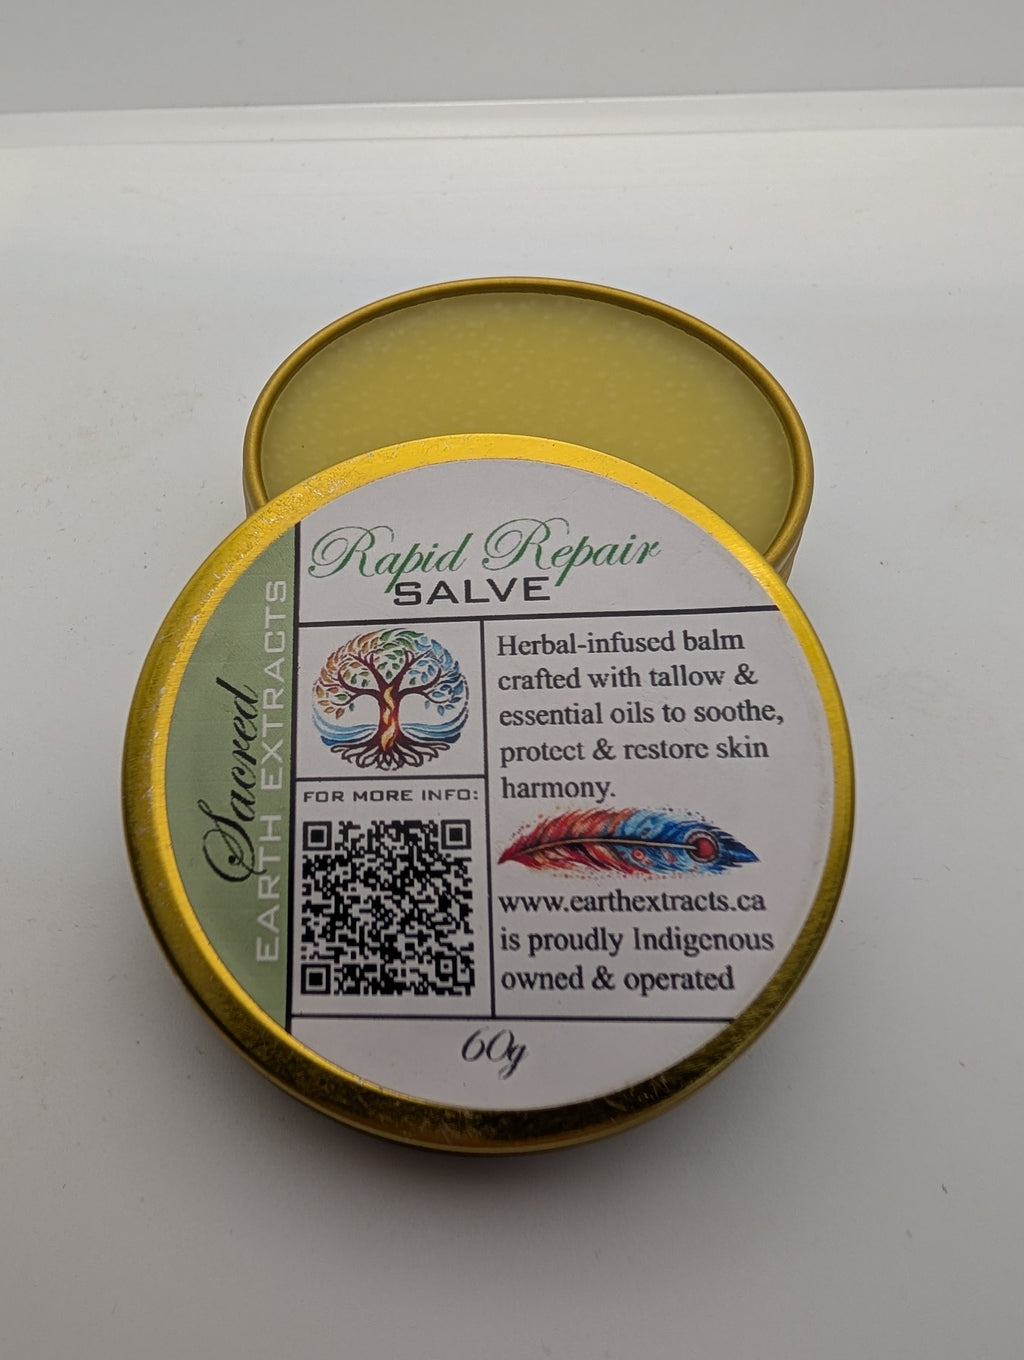 Rapid Repair
SALVE
Sacred
EARTH EXTRACTS
Herbal-infused balm
crafted with tallow &
essential oils to soothe,
protect & restore skin
harmony.
FOR MORE INFO:
www.earthextracts.ca
is proudly Indigenous
owned & operated
60g